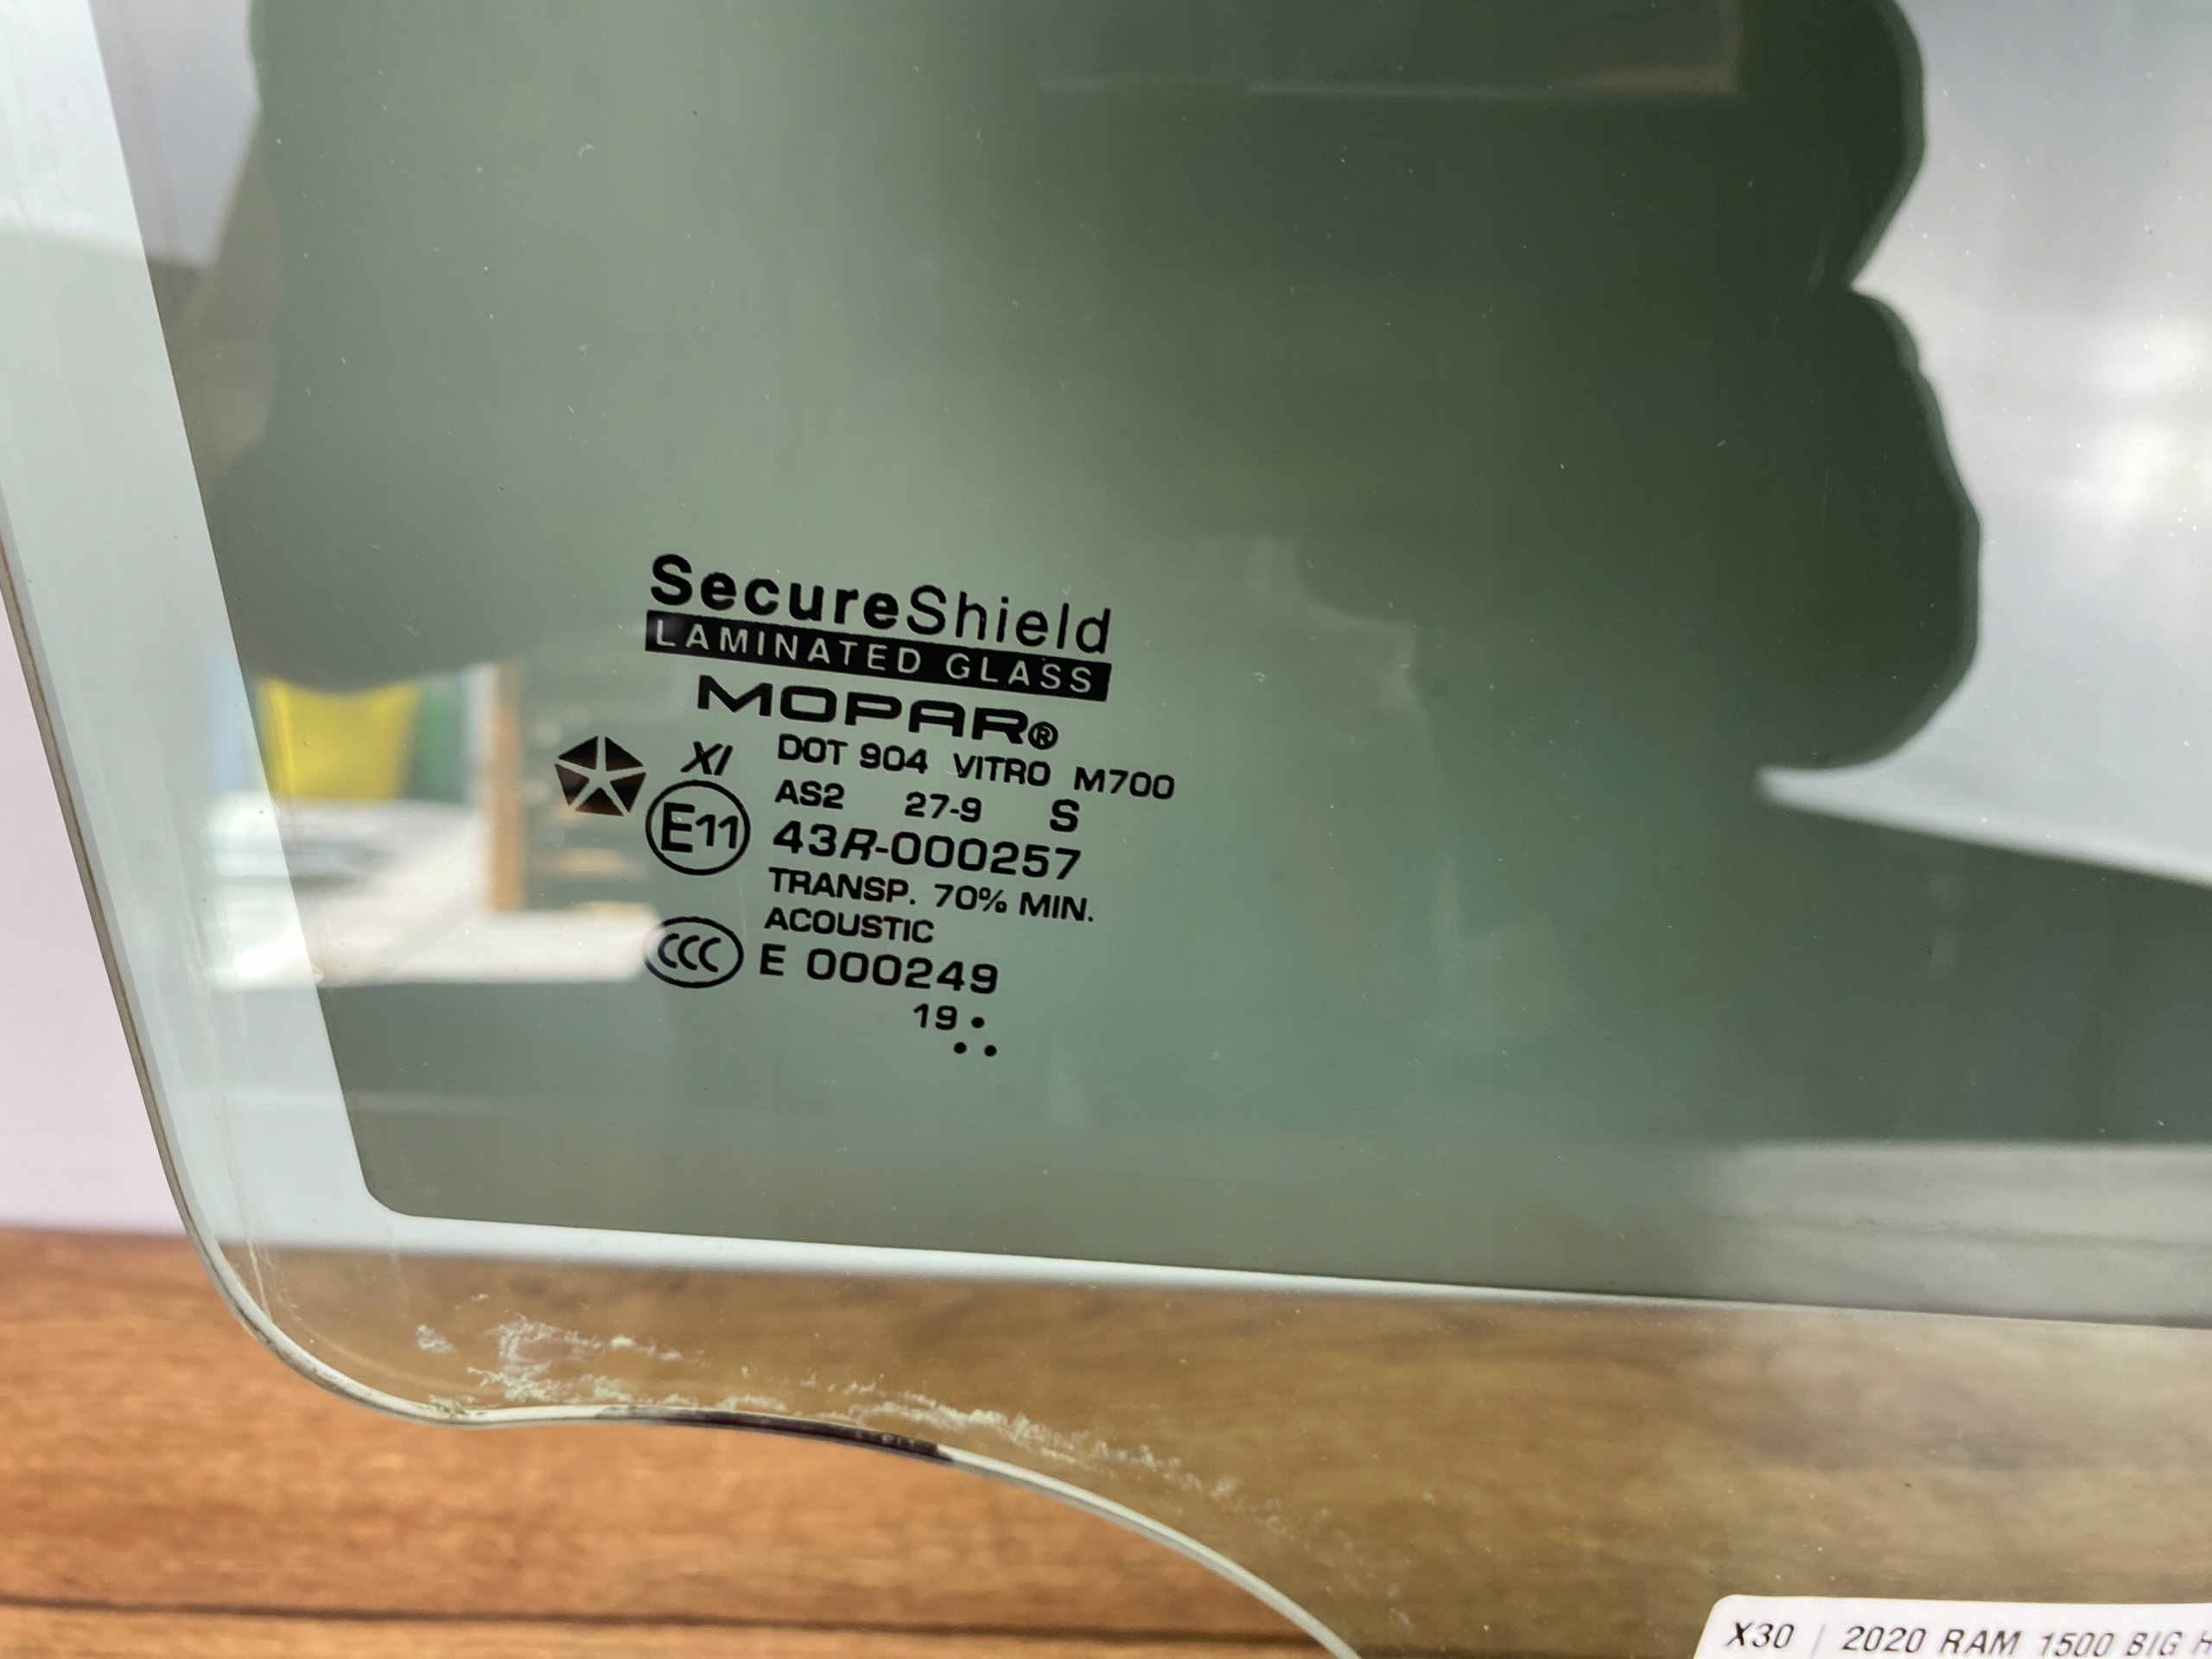 SecureShield
LAMINATED GLASS
MOPAR®
XI DOT 904 VITRO M700
AS2 27-9 S
E11 43R-000257
TRANSP. 70% MIN.
ACOUSTIC
CCC E 000249
19
X30 | 2020 RAM 1500 BIG